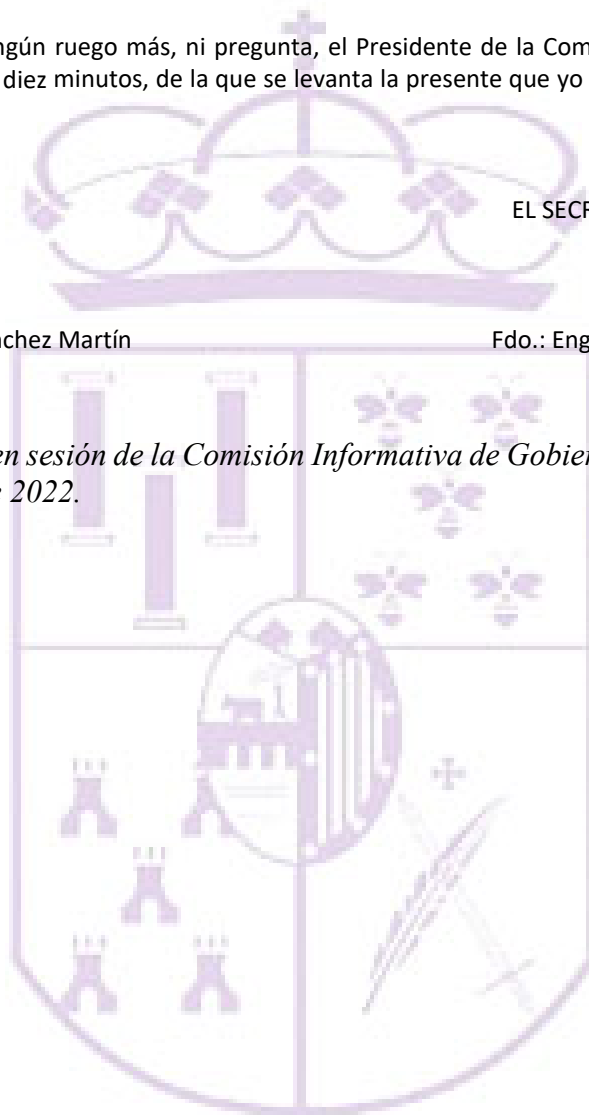 ngún ruego más, ni pregunta, el Presidente de la Com
diez minutos, de la que se levanta la presente que yo
EL SECR
nchez Martín Fdo.: Eng
en sesión de la Comisión Informativa de Gobier
2022.